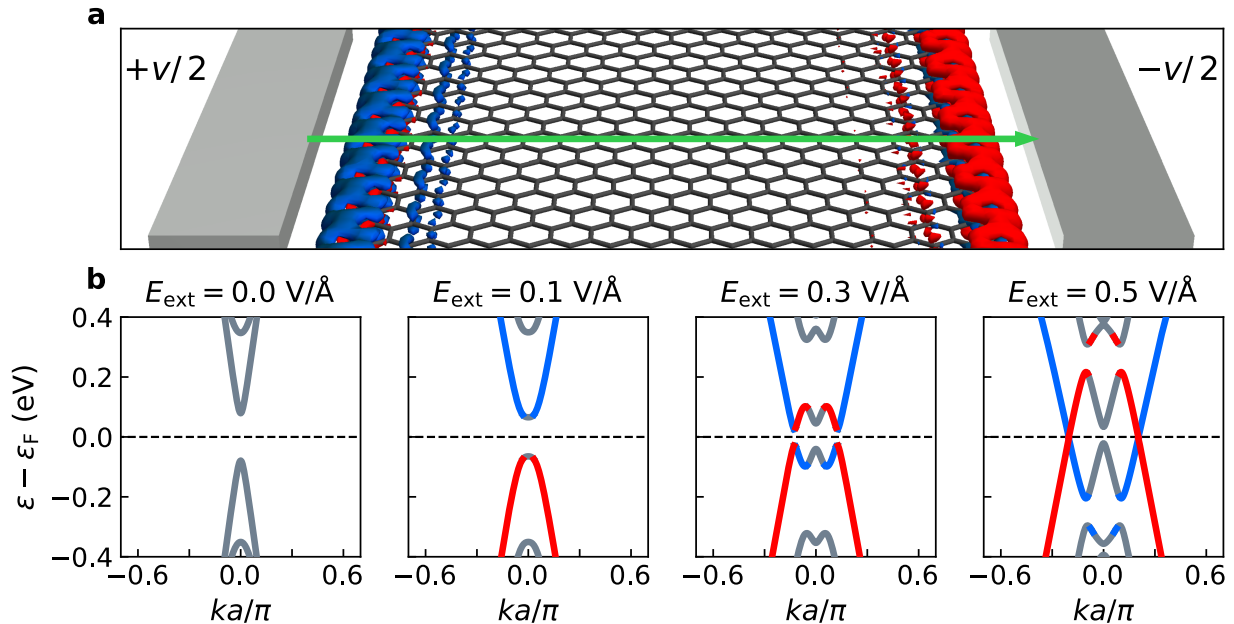 a
+v/2
−v/2
b
E_ext = 0.0 V/Å
E_ext = 0.1 V/Å
E_ext = 0.3 V/Å
E_ext = 0.5 V/Å
ε − ε_F (eV)
0.4
0.2
0.0
−0.2
−0.4
−0.6 0.0 0.6
−0.6 0.0 0.6
−0.6 0.0 0.6
−0.6 0.0 0.6
ka/π
ka/π
ka/π
ka/π